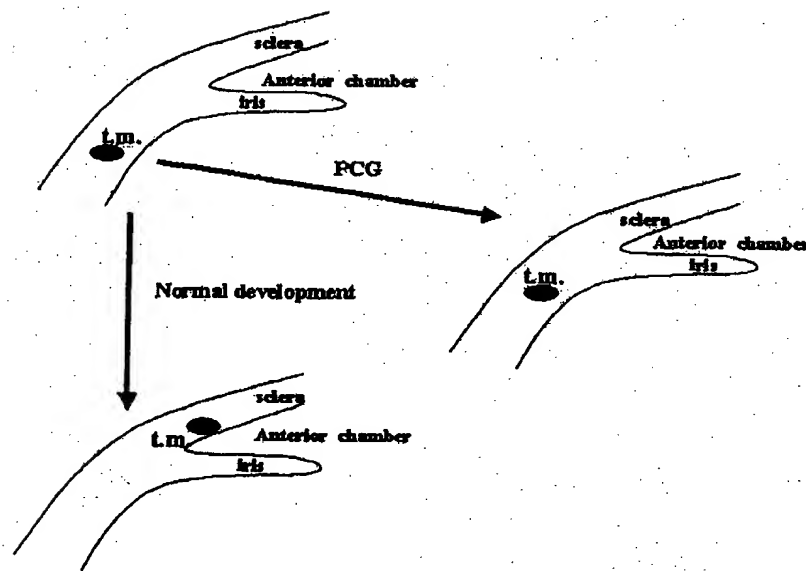 sclera
Anterior chamber
iris
t.m.
PCG
sclera
Anterior chamber
iris
t.m.
Normal development
sclera
t.m
Anterior chamber
iris